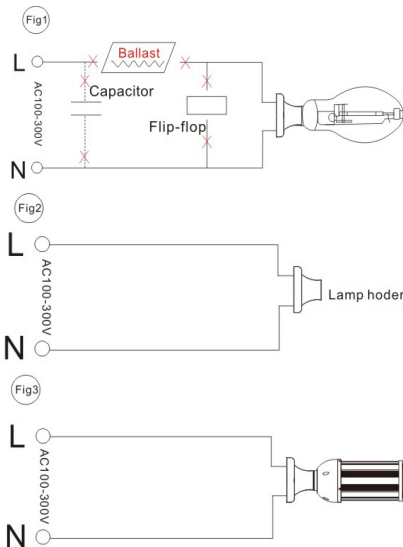 Fig1
L
Ballast
AC100-300V
Capacitor
Flip-flop
N
Fig2
L
AC100-300V
Lamp hoder
N
Fig3
L
AC100-300V
N